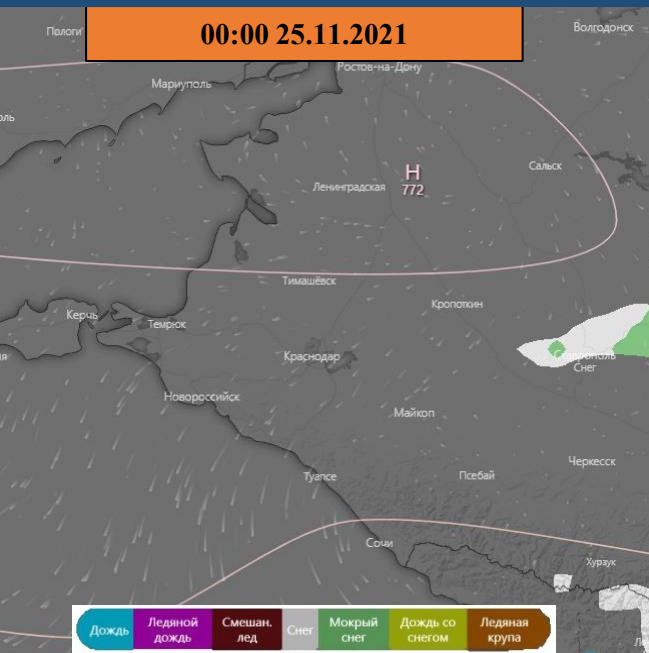 00:00 25.11.2021
Пологи
Волгодонск
Ростов-на-Дону
Мариуполь
оль
Сальск
Н
772
Ленинградская
Тимашёвск
Кропоткин
Керчь
Темрюк
Краснодар
Ставрополь
Снег
ия
Новороссийск
Майкоп
Черкесск
Туапсе
Псебай
Сочи
Хурзук
Дождь
Ледяной
дождь
Смешан.
лед
Снег
Мокрый
снег
Дождь со
снегом
Ледяная
крупа